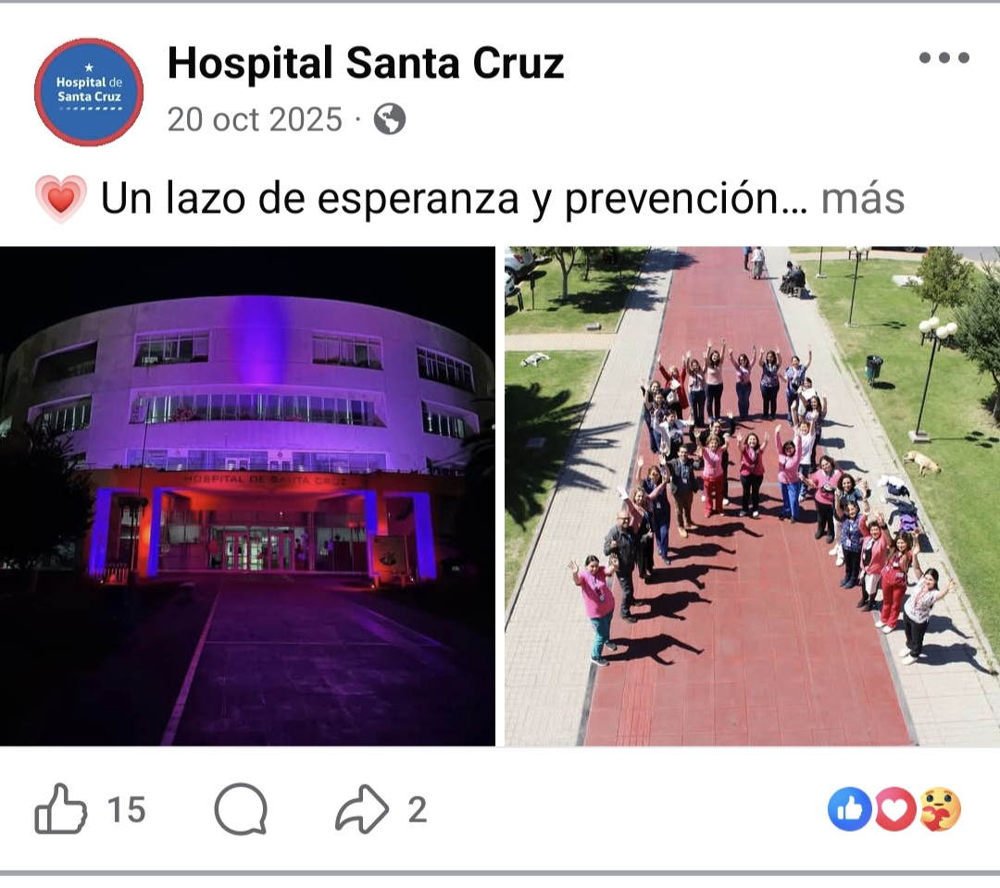 Hospital de
Santa Cruz
Hospital Santa Cruz
20 oct 2025 ·
Un lazo de esperanza y prevención... más
HOSPITAL DE SANTA CRUZ
15
2